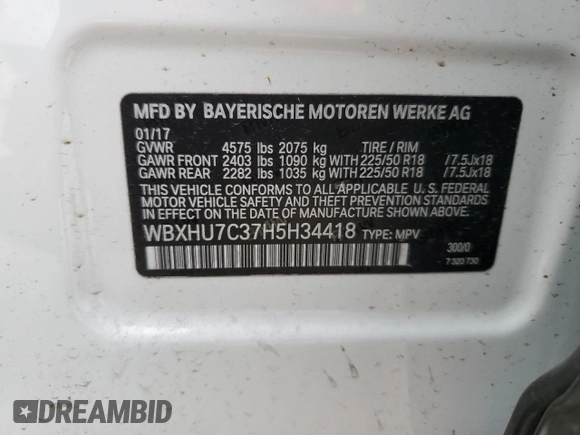 MFD BY BAYERISCHE MOTOREN WERKE AG
01/17
GVWR 4575 lbs 2075 kg TIRE / RIM
GAWR FRONT 2403 lbs 1090 kg WITH 225/50 R18 /7.5Jx18
GAWR REAR 2282 lbs 1035 kg WITH 225/50 R18 /7.5Jx18
THIS VEHICLE CONFORMS TO ALL APPLICABLE U. S. FEDERAL
MOTOR VEHICLE SAFETY AND THEFT PREVENTION STANDARDS
IN EFFECT ON THE DATE OF MANUFACTURE SHOWN ABOVE.
WBXHU7C37H5H34418 TYPE: MPV
300/0
7 320 730
DREAMBID